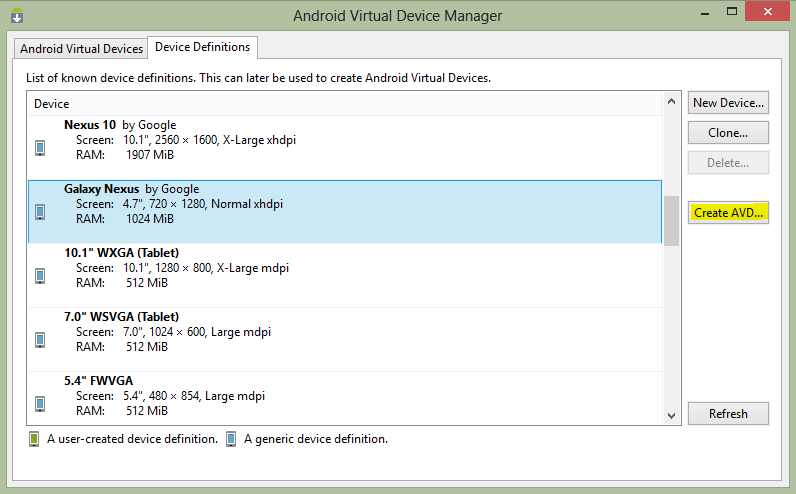 Android Virtual Device Manager
Android Virtual Devices
Device Definitions
List of known device definitions. This can later be used to create Android Virtual Devices.
Device
Nexus 10 by Google
Screen: 10.1", 2560 × 1600, X-Large xhdpi
RAM: 1907 MiB
Galaxy Nexus by Google
Screen: 4.7", 720 × 1280, Normal xhdpi
RAM: 1024 MiB
10.1" WXGA (Tablet)
Screen: 10.1", 1280 × 800, X-Large mdpi
RAM: 512 MiB
7.0" WSVGA (Tablet)
Screen: 7.0", 1024 × 600, Large mdpi
RAM: 512 MiB
5.4" FWVGA
Screen: 5.4", 480 × 854, Large mdpi
RAM: 512 MiB
New Device...
Clone...
Delete...
Create AVD...
Refresh
A user-created device definition.
A generic device definition.